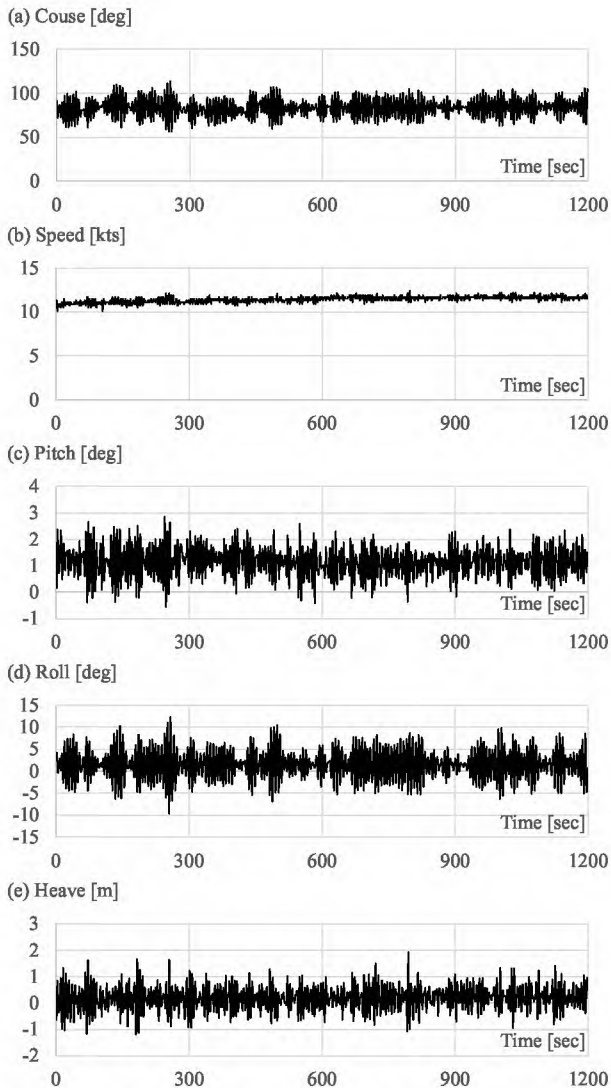 (a) Couse [deg]
150
100
50
0
Time [sec]
0 300 600 900 1200
(b) Speed [kts]
15
10
5
0
Time [sec]
0 300 600 900 1200
(c) Pitch [deg]
4
3
2
1
0
-1
Time [sec]
0 300 600 900 1200
(d) Roll [deg]
15
10
5
0
-5
-10
-15
Time [sec]
0 300 600 900 1200
(e) Heave [m]
3
2
1
0
-1
-2
Time [sec]
0 300 600 900 1200